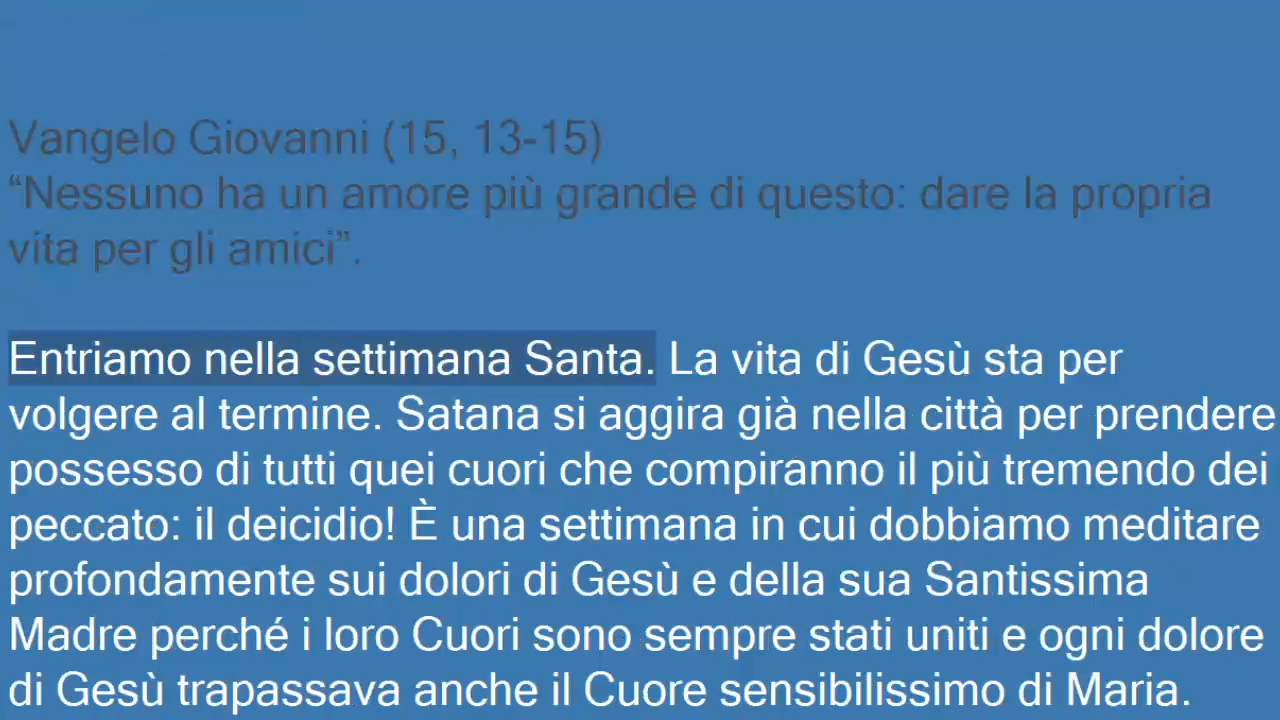 Vangelo Giovanni (15, 13-15)
“Nessuno ha un amore più grande di questo: dare la propria
vita per gli amici”.
Entriamo nella settimana Santa. La vita di Gesù sta per
volgere al termine. Satana si aggira già nella città per prendere
possesso di tutti quei cuori che compiranno il più tremendo dei
peccato: il deicidio! È una settimana in cui dobbiamo meditare
profondamente sui dolori di Gesù e della sua Santissima
Madre perché i loro Cuori sono sempre stati uniti e ogni dolore
di Gesù trapassava anche il Cuore sensibilissimo di Maria.